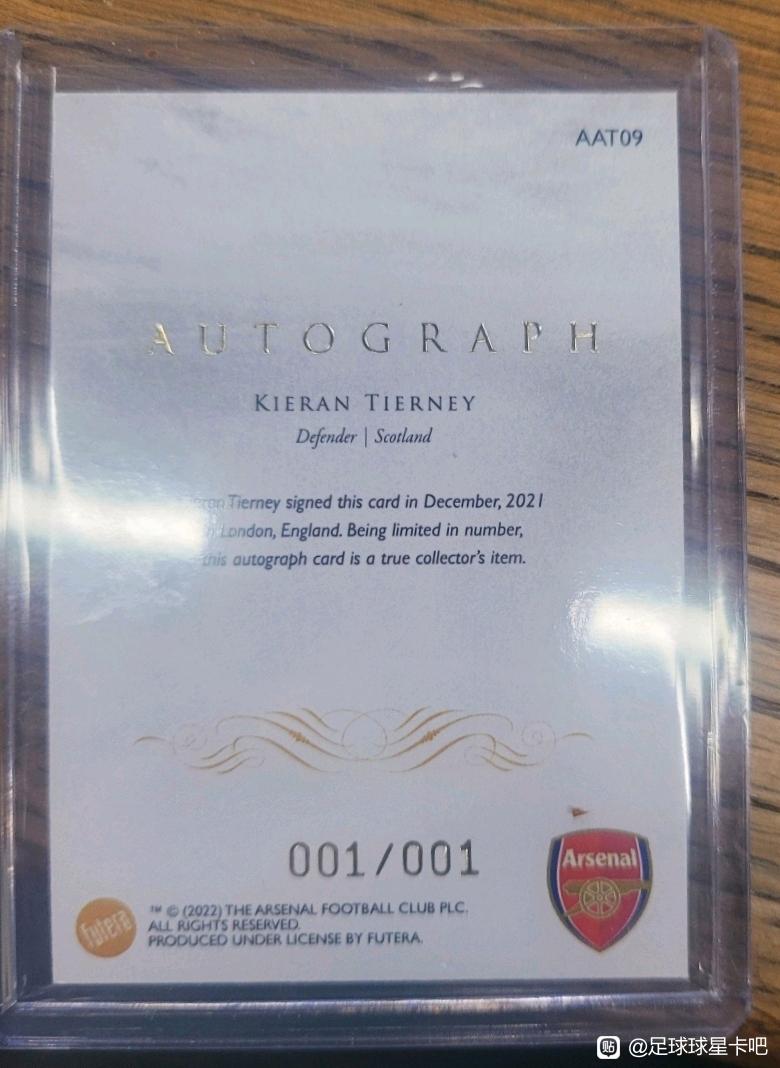 AAT09
AUTOGRAPH
KIERAN TIERNEY
Defender | Scotland
Tierney signed this card in December, 2021
London, England. Being limited in number,
this autograph card is a true collector's item.
001/001
Arsenal
Futera
™ © (2022) THE ARSENAL FOOTBALL CLUB PLC.
ALL RIGHTS RESERVED.
PRODUCED UNDER LICENSE BY FUTERA.
贴 @足球球星卡吧